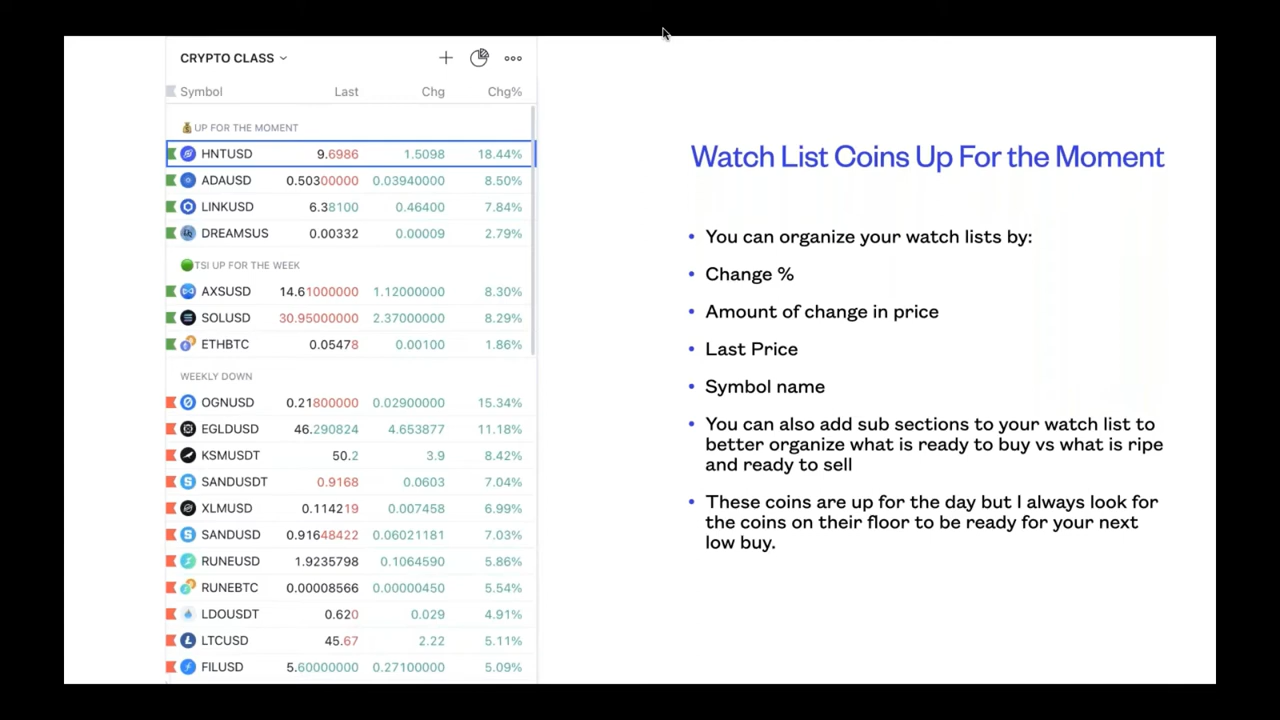 CRYPTO CLASS
Symbol Last Chg Chg%
UP FOR THE MOMENT
HNTUSD 9.6986 1.5098 18.44%
ADAUSD 0.50300000 0.03940000 8.50%
LINKUSD 6.38100 0.46400 7.84%
DREAMSUS 0.00332 0.00009 2.79%
TSI UP FOR THE WEEK
AXSUSD 14.61000000 1.12000000 8.30%
SOLUSD 30.95000000 2.37000000 8.29%
ETHBTC 0.05478 0.00100 1.86%
WEEKLY DOWN
OGNUSD 0.21800000 0.02900000 15.34%
EGLDUSD 46.290824 4.653877 11.18%
KSMUSDT 50.2 3.9 8.42%
SANDUSDT 0.9168 0.0603 7.04%
XLMUSD 0.114219 0.007458 6.99%
SANDUSD 0.91648422 0.06021181 7.03%
RUNEUSD 1.9235798 0.1064590 5.86%
RUNEBTC 0.00008566 0.00000450 5.54%
LDOUSDT 0.620 0.029 4.91%
LTCUSD 45.67 2.22 5.11%
FILUSD 5.60000000 0.27100000 5.09%
Watch List Coins Up For the Moment
• You can organize your watch lists by:
• Change %
• Amount of change in price
• Last Price
• Symbol name
• You can also add sub sections to your watch list to
better organize what is ready to buy vs what is ripe
and ready to sell
• These coins are up for the day but I always look for
the coins on their floor to be ready for your next
low buy.